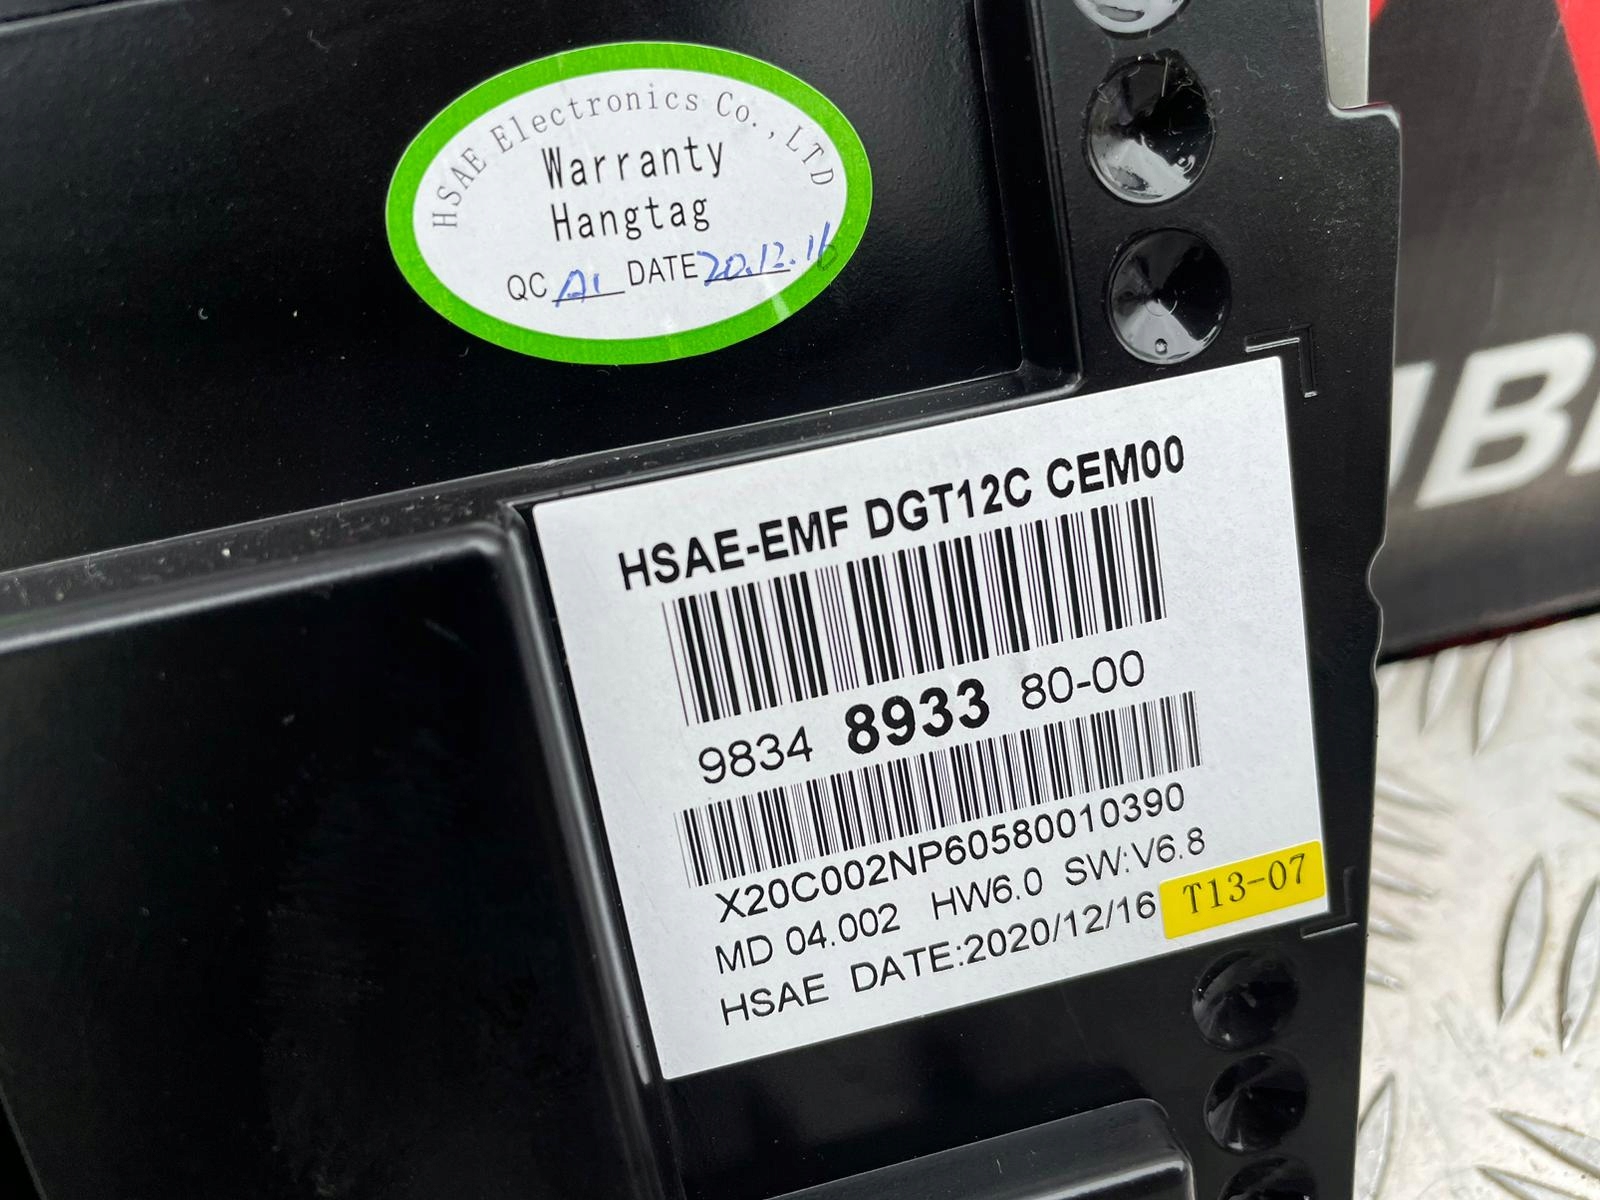 HSAE Electronics Co.,LTD
Warranty
Hangtag
QC A1 DATE 20.12.16
HSAE-EMF DGT12C CEM00
9834 8933 80-00
X20C002NP60580010390
MD 04.002 HW6.0 SW:V6.8
HSAE DATE:2020/12/16
T13-07